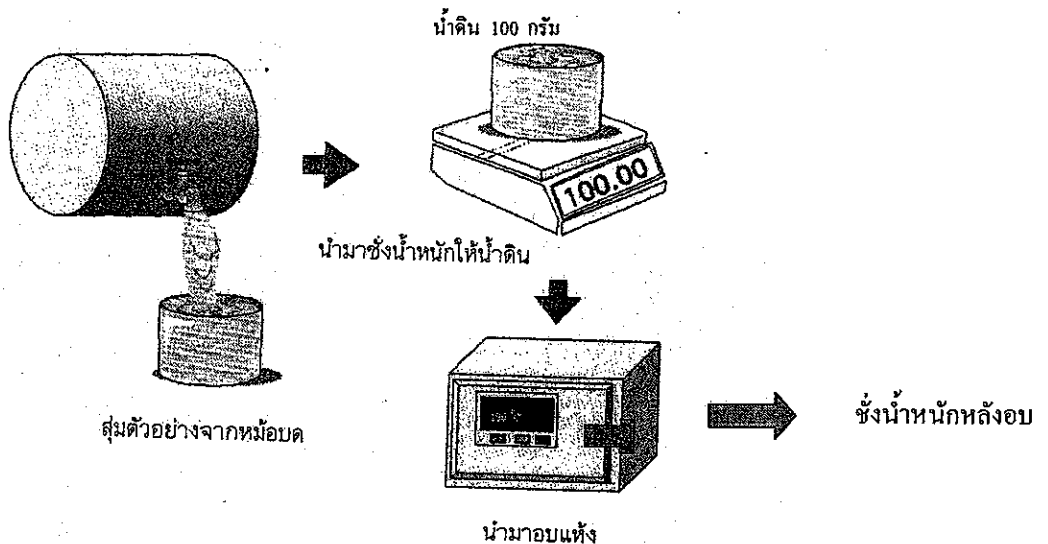 น้ำดิน 100 กรัม
100.00
นำมาชั่งน้ำหนักให้น้ำดิน
สุ่มตัวอย่างจากหม้อบด
ชั่งน้ำหนักหลังอบ
นำมาอบแห้ง